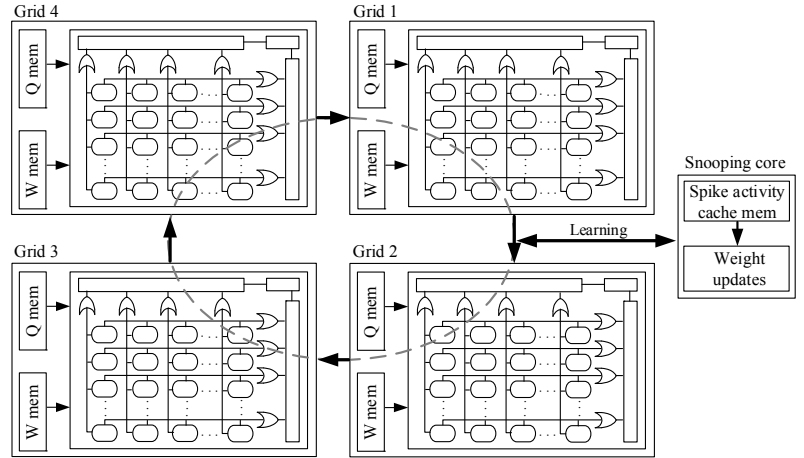 Grid 4
Q mem
W mem
Grid 1
Q mem
W mem
Snooping core
Spike activity
cache mem
Weight
updates
Learning
Grid 3
Q mem
W mem
Grid 2
Q mem
W mem